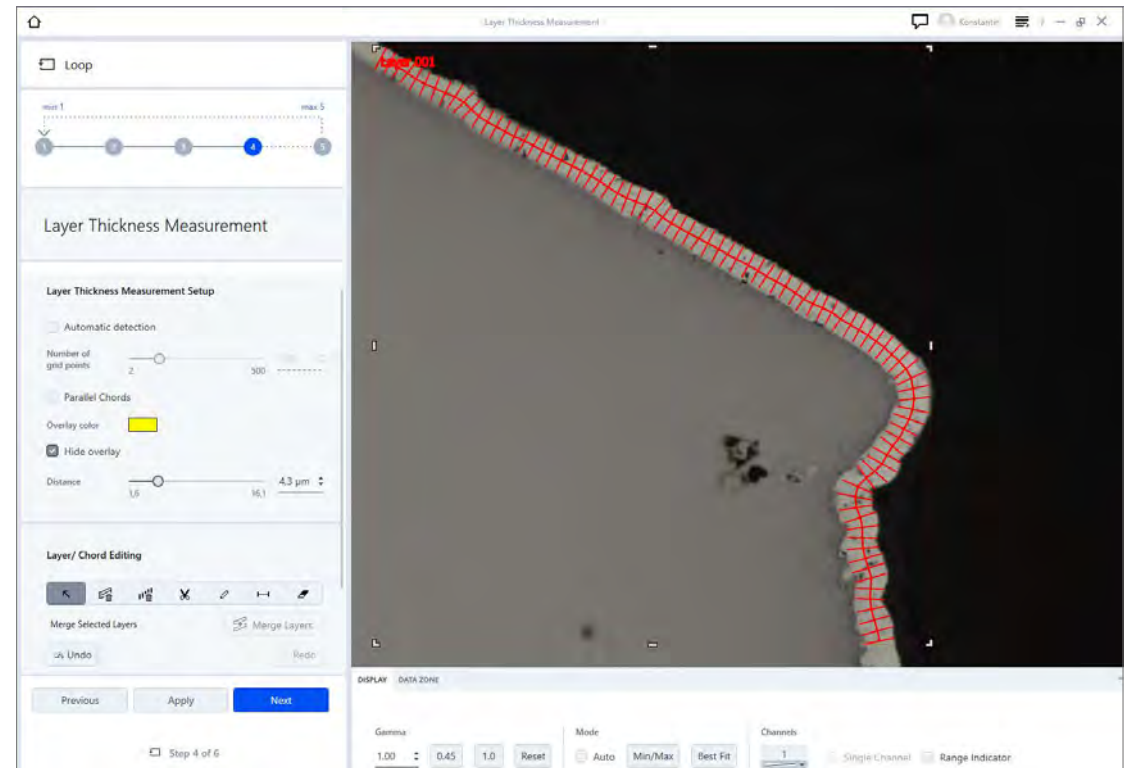 Layer Thickness Measurement
Konstantin
Loop
min 1
max 5
1 2 3 4 5
Layer Thickness Measurement
Layer Thickness Measurement Setup
Automatic detection
Number of
grid points
2 500
Parallel Chords
Overlay color
Hide overlay
Distance
4,3 µm
1,6 16,1
Layer/ Chord Editing
Merge Selected Layers
Merge Layers
Undo
Redo
Previous
Apply
Next
Step 4 of 6
001
DISPLAY DATA ZONE
Gamma
Mode
Channels
1.00 0.45 1.0 Reset
Auto Min/Max Best Fit
1
Single Channel
Range Indicator